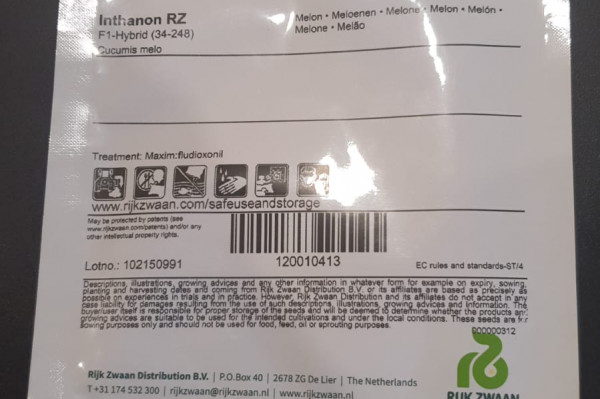 Inthanon RZ
F1-Hybrid (34-248)
Cucumis melo
Melon - Meloenen - Melone - Melon - Melón -
Melone - Melão
Treatment: Maxim:fludioxonil
www.rijkzwaan.com/safeuseandstorage
May be protected by patents (see
www.rijkzwaan.com/patents) and/or any
other intellectual property rights.
120010413
Lotno.: 102150991
EC rules and standards-ST/4
Descriptions, illustrations, growing advices and any other information in whatever form for example on expiry, sowing,
planting and harvesting dates and coming from Rijk Zwaan Distribution B.V. or its affiliates are based as precisely as
possible on experiences in trials and in practice. However, Rijk Zwaan Distribution and its affiliates do not accept in any
case liability for damages resulting from the use of such descriptions, illustrations, growing advices and information. The
buyer/user itself is responsible for proper storage of the seeds and will be deemed to determine whether the products and
growing advices are suitable to be used for the intended cultivations and under the local conditions. These seeds are for
sowing purposes only and should not be used for food, feed, oil or sprouting purposes.
000000312
Rijk Zwaan Distribution B.V. | P.O.Box 40 | 2678 ZG De Lier | The Netherlands
T +31 174 532 300 | rijkzwaan@rijkzwaan.nl | www.rijkzwaan.nl
RIJK ZWAAN